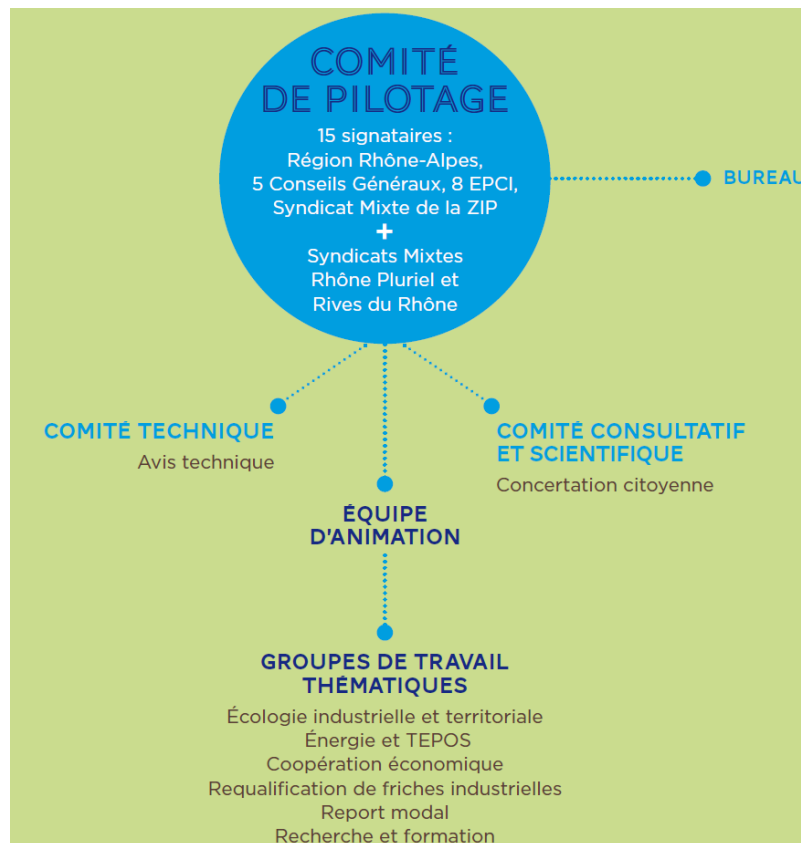 COMITÉ
DE PILOTAGE
15 signataires :
Région Rhône-Alpes,
5 Conseils Généraux, 8 EPCI,
Syndicat Mixte de la ZIP
+
Syndicats Mixtes
Rhône Pluriel et
Rives du Rhône
BUREAU
COMITÉ TECHNIQUE
Avis technique
COMITÉ CONSULTATIF
ET SCIENTIFIQUE
Concertation citoyenne
ÉQUIPE
D'ANIMATION
GROUPES DE TRAVAIL
THÉMATIQUES
Écologie industrielle et territoriale
Énergie et TEPOS
Coopération économique
Requalification de friches industrielles
Report modal
Recherche et formation